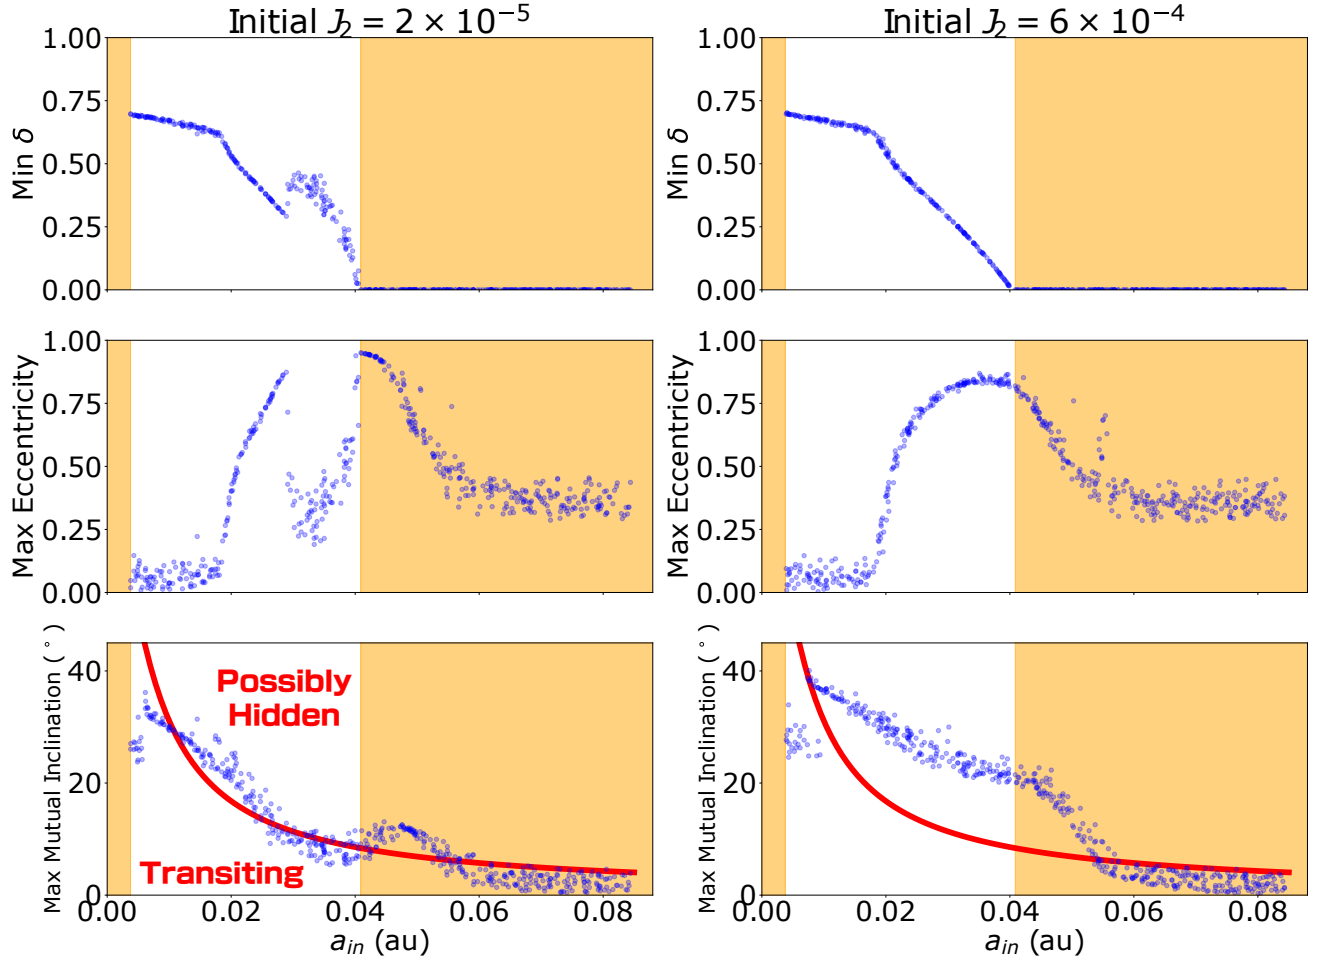 Initial J₂ = 2 × 10⁻⁵
Initial J₂ = 6 × 10⁻⁴
Min δ
1.00
0.75
0.50
0.25
0.00
Min δ
1.00
0.75
0.50
0.25
0.00
Max Eccentricity
1.00
0.75
0.50
0.25
0.00
Max Eccentricity
1.00
0.75
0.50
0.25
0.00
Max Mutual Inclination (°)
40
20
0
Possibly
Hidden
Transiting
0.00 0.02 0.04 0.06 0.08
a_in (au)
Max Mutual Inclination (°)
40
20
0
0.00 0.02 0.04 0.06 0.08
a_in (au)